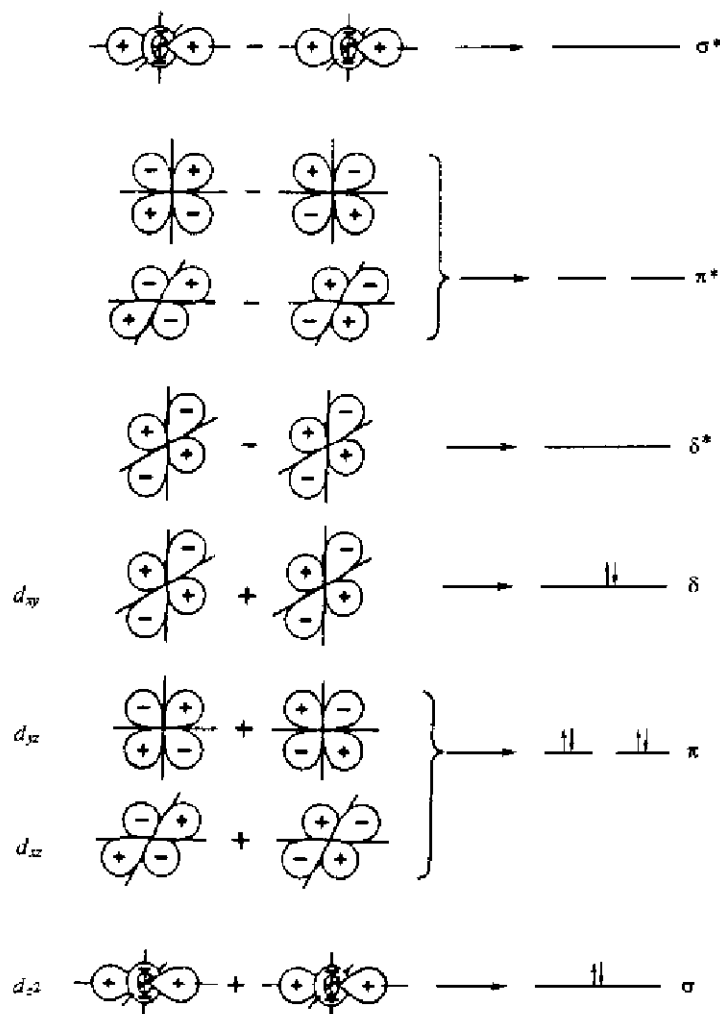 + + − + + σ*
− + + −
−
+ − − +
− + + −
− π*
+ − − +
− −
+ + − + + δ*
− −
− −
d_xy + + + + + δ
− −
− + + −
d_yz + π
+ − − +
− + + −
d_xz +
+ − − +
d_z2 + + + + + σ